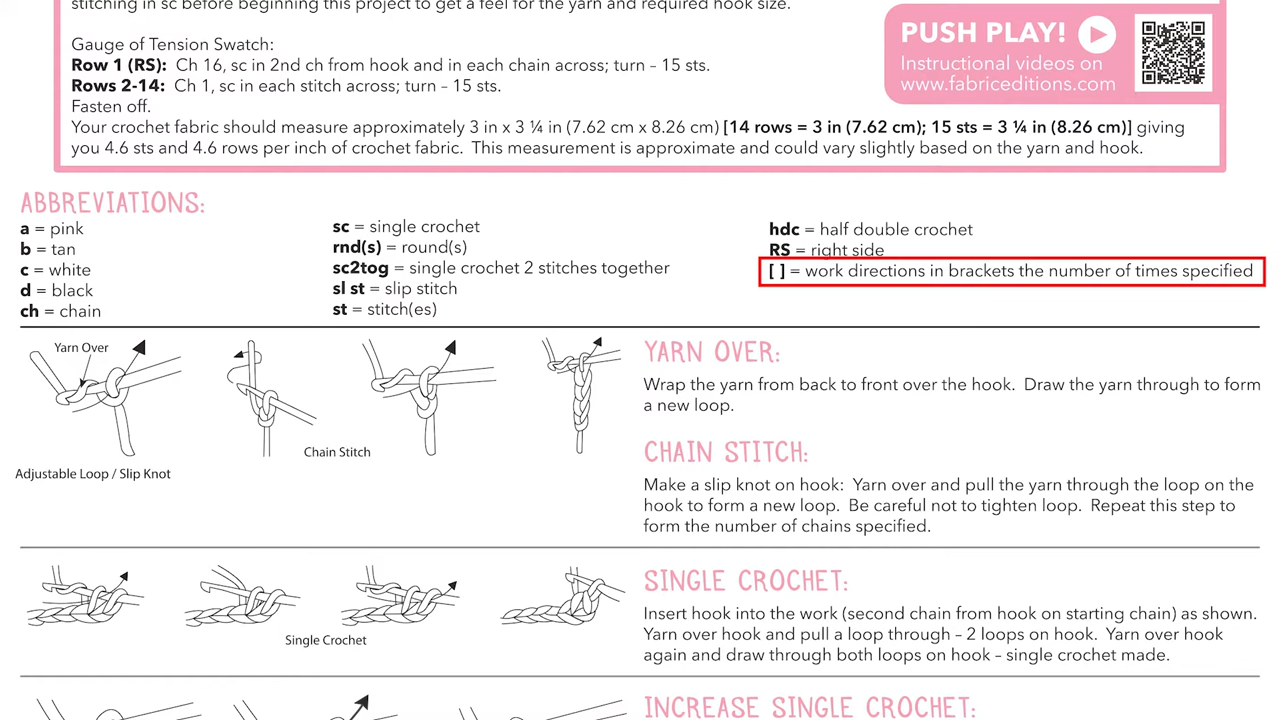 stitching in sc before beginning this project to get a feel for the yarn and required hook size.
Gauge of Tension Swatch:
Row 1 (RS): Ch 16, sc in 2nd ch from hook and in each chain across; turn – 15 sts.
Rows 2-14: Ch 1, sc in each stitch across; turn – 15 sts.
Fasten off.
Your crochet fabric should measure approximately 3 in x 3 ¼ in (7.62 cm x 8.26 cm) [14 rows = 3 in (7.62 cm); 15 sts = 3 ¼ in (8.26 cm)] giving
you 4.6 sts and 4.6 rows per inch of crochet fabric. This measurement is approximate and could vary slightly based on the yarn and hook.
PUSH PLAY!
Instructional videos on
www.fabriceditions.com
ABBREVIATIONS:
a = pink
b = tan
c = white
d = black
ch = chain
sc = single crochet
rnd(s) = round(s)
sc2tog = single crochet 2 stitches together
sl st = slip stitch
st = stitch(es)
hdc = half double crochet
RS = right side
[ ] = work directions in brackets the number of times specified
Yarn Over
Adjustable Loop / Slip Knot
Chain Stitch
YARN OVER:
Wrap the yarn from back to front over the hook. Draw the yarn through to form
a new loop.
CHAIN STITCH:
Make a slip knot on hook: Yarn over and pull the yarn through the loop on the
hook to form a new loop. Be careful not to tighten loop. Repeat this step to
form the number of chains specified.
Single Crochet
SINGLE CROCHET:
Insert hook into the work (second chain from hook on starting chain) as shown.
Yarn over hook and pull a loop through – 2 loops on hook. Yarn over hook
again and draw through both loops on hook – single crochet made.
INCREASE SINGLE CROCHET: